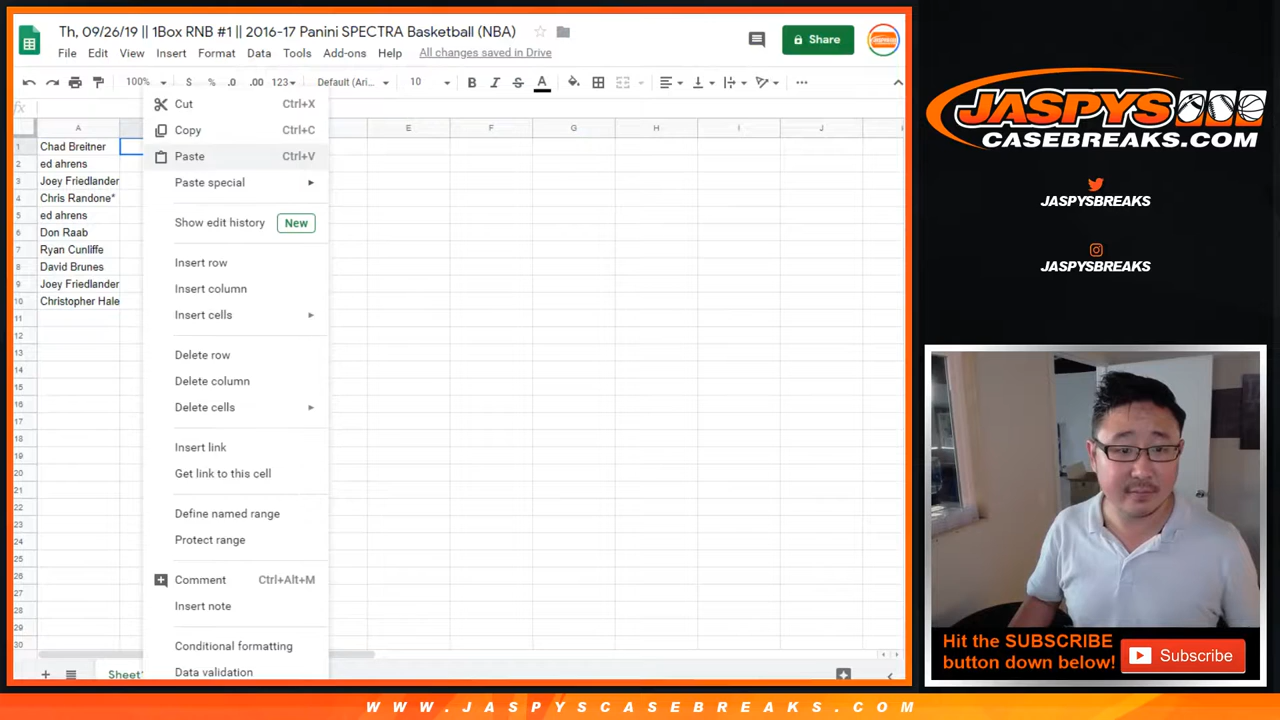 Th, 09/26/19 || 1Box RNB #1 || 2016-17 Panini SPECTRA Basketball (NBA)
File Edit View Insert Format Data Tools Add-ons Help All changes saved in Drive
Share
100% $ % .0 .00 123 Default (Ari... 10 B I S A
fx
A E F G H I J
1 Chad Breitner
2 ed ahrens
3 Joey Friedlander
4 Chris Randone*
5 ed ahrens
6 Don Raab
7 Ryan Cunliffe
8 David Brunes
9 Joey Friedlander
10 Christopher Hale
11
12
13
14
15
16
17
18
19
20
21
22
23
24
25
26
27
28
29
30
Cut Ctrl+X
Copy Ctrl+C
Paste Ctrl+V
Paste special
Show edit history New
Insert row
Insert column
Insert cells
Delete row
Delete column
Delete cells
Insert link
Get link to this cell
Define named range
Protect range
Comment Ctrl+Alt+M
Insert note
Conditional formatting
Data validation
JASPYS
CASEBREAKS.COM
JASPYSBREAKS
JASPYSBREAKS
Hit the SUBSCRIBE
button down below!
Subscribe
WWW.JASPYSCASEBREAKS.COM